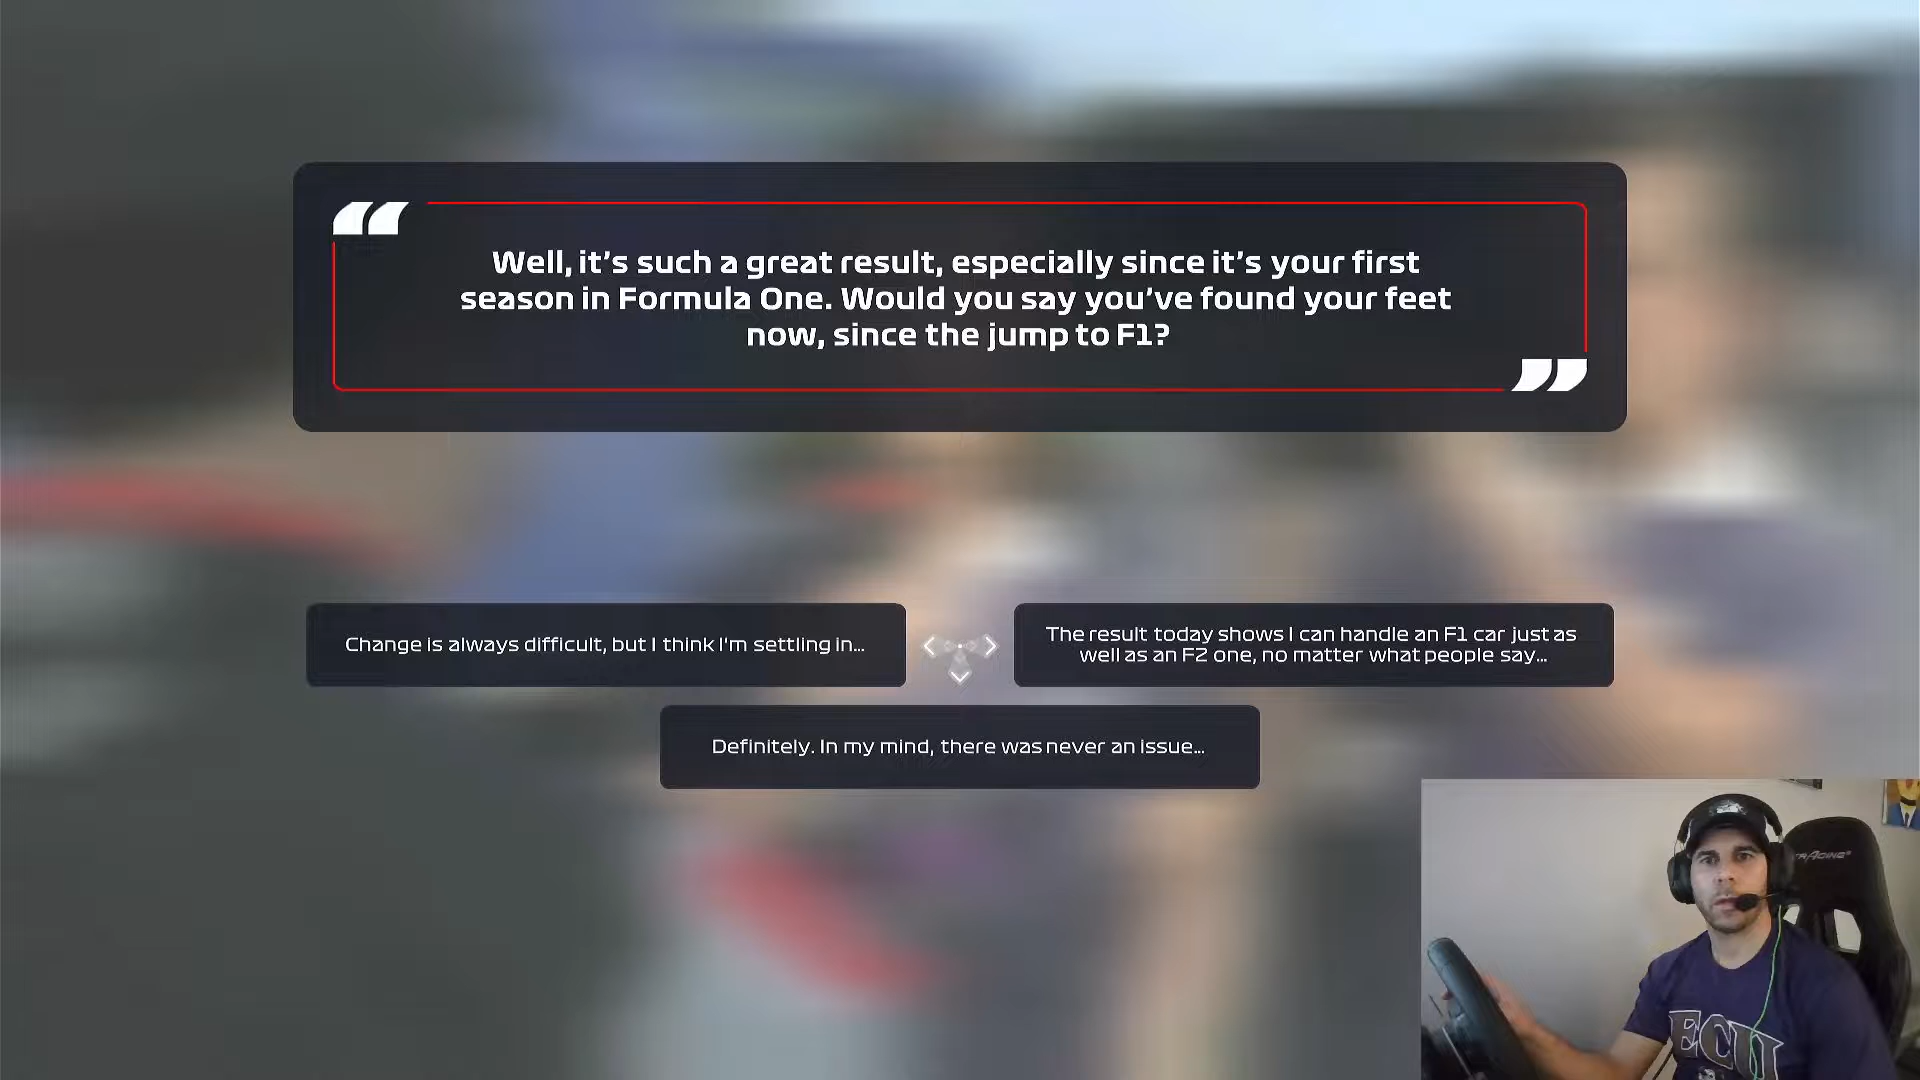 Well, it's such a great result, especially since it's your first
season in Formula One. Would you say you've found your feet
now, since the jump to F1?
Change is always difficult, but I think I'm settling in...
The result today shows I can handle an F1 car just as
well as an F2 one, no matter what people say...
Definitely. In my mind, there was never an issue...
ECU